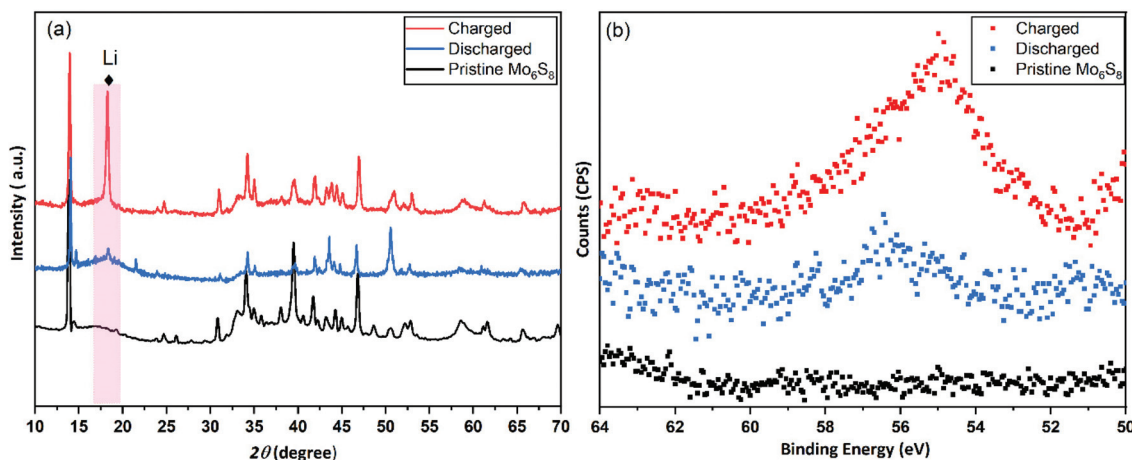 (a)
Charged
Discharged
Pristine Mo₆S₈
Li
Intensity ( a.u.)
10 15 20 25 30 35 40 45 50 55 60 65 70
2θ (degree)
(b)
Charged
Discharged
Pristine Mo₆S₈
Counts (CPS)
64 62 60 58 56 54 52 50
Binding Energy (eV)